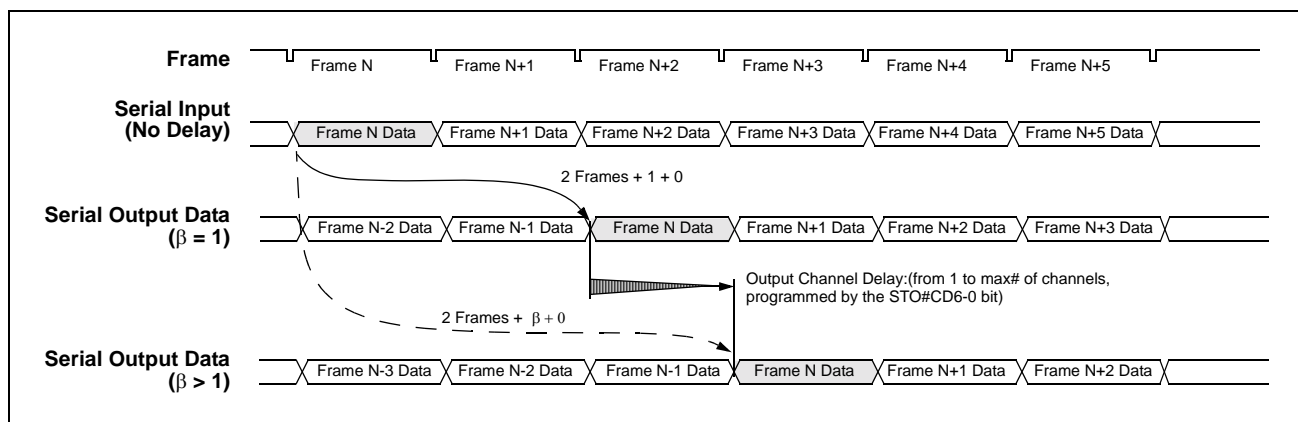 Frame
Frame N Frame N+1 Frame N+2 Frame N+3 Frame N+4 Frame N+5
Serial Input
(No Delay)
Frame N Data Frame N+1 Data Frame N+2 Data Frame N+3 Data Frame N+4 Data Frame N+5 Data
2 Frames + 1 + 0
Serial Output Data
(β = 1)
Frame N-2 Data Frame N-1 Data Frame N Data Frame N+1 Data Frame N+2 Data Frame N+3 Data
Output Channel Delay:(from 1 to max# of channels,
programmed by the STO#CD6-0 bit)
2 Frames + β + 0
Serial Output Data
(β > 1)
Frame N-3 Data Frame N-2 Data Frame N-1 Data Frame N Data Frame N+1 Data Frame N+2 Data